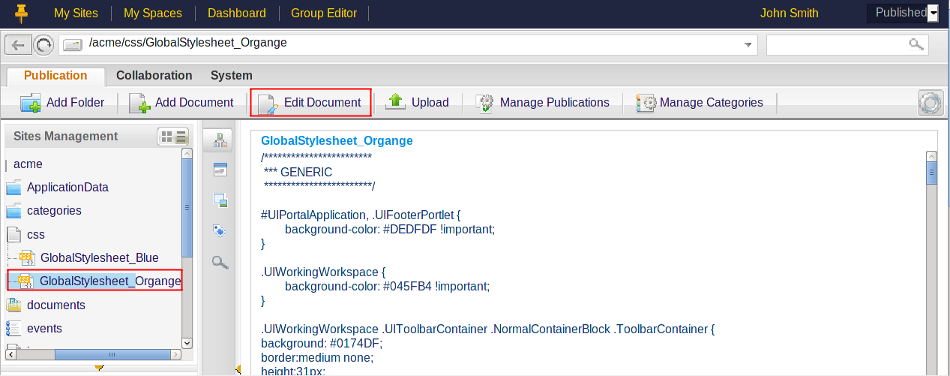 My Sites My Spaces Dashboard Group Editor John Smith Published
/acme/css/GlobalStylesheet_Organge
Publication Collaboration System
Add Folder Add Document Edit Document Upload Manage Publications Manage Categories
Sites Management
acme
ApplicationData
categories
css
GlobalStylesheet_Blue
GlobalStylesheet_Organge
documents
events
GlobalStylesheet_Organge
/************************
*** GENERIC
************************/
#UIPortalApplication, .UIFooterPortlet {
background-color: #DEDFDF !important;
}
.UIWorkingWorkspace {
background-color: #045FB4 !important;
}
.UIWorkingWorkspace .UIToolbarContainer .NormalContainerBlock .ToolbarContainer {
background: #0174DF;
border:medium none;
height:31px;